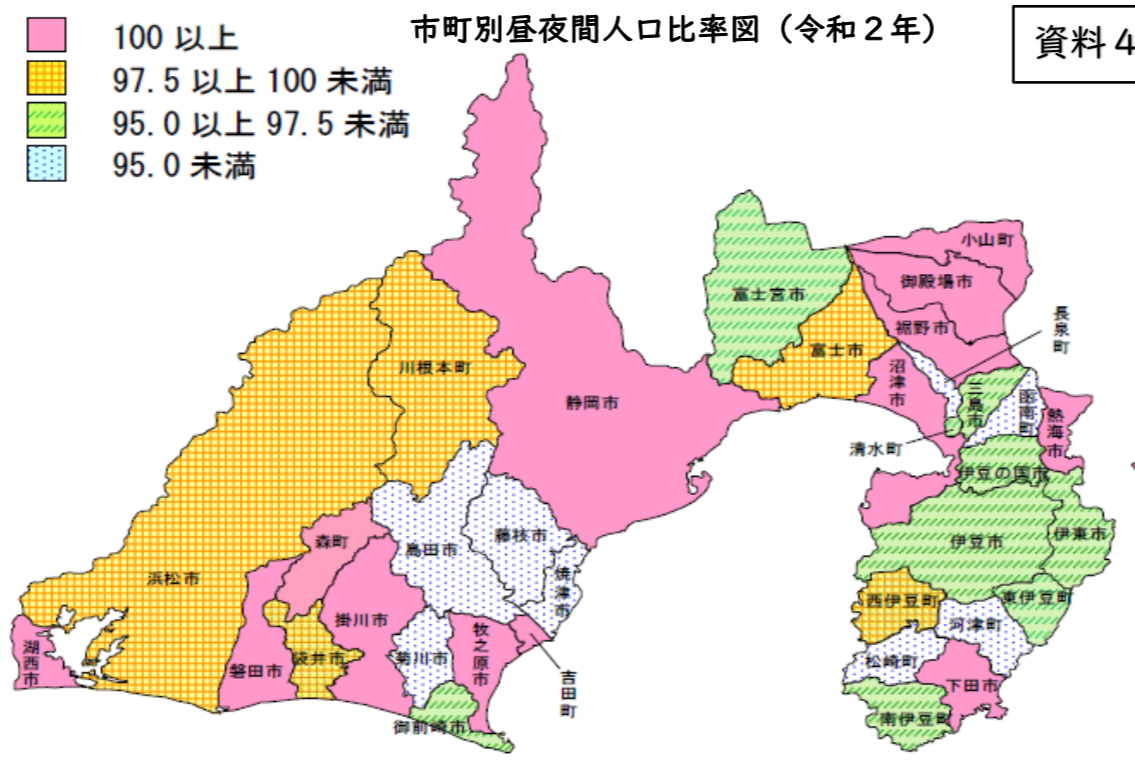 市町別昼夜間人口比率図（令和２年）
資料４
100 以上
97.5 以上 100 未満
95.0 以上 97.5 未満
95.0 未満
小山町
御殿場市
裾野市
長泉町
富士宮市
富士市
沼津市
三島市
函南町
熱海市
清水町
伊豆の国市
伊東市
伊豆市
東伊豆町
西伊豆町
河津町
松崎町
下田市
南伊豆町
川根本町
静岡市
島田市
藤枝市
焼津市
森町
浜松市
掛川市
湖西市
磐田市
袋井市
菊川市
牧之原市
吉田町
御前崎市